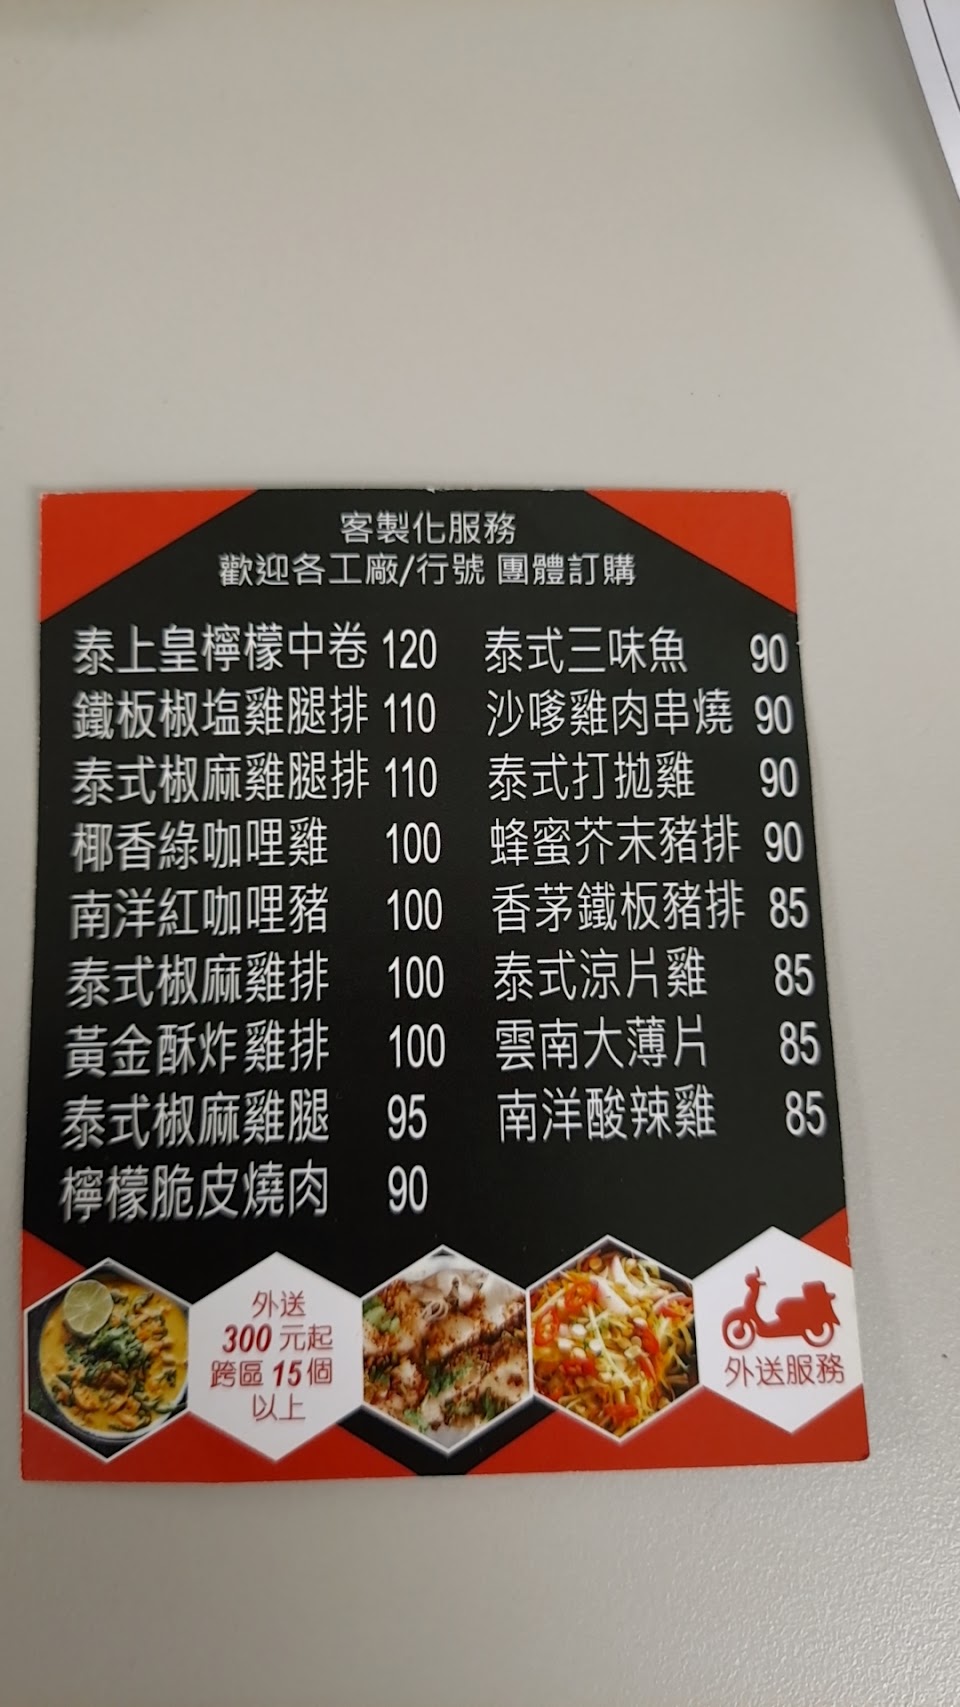 客製化服務
歡迎各工廠/行號 團體訂購
泰上皇檸檬中卷 120
鐵板椒塩雞腿排 110
泰式椒麻雞腿排 110
椰香綠咖哩雞 100
南洋紅咖哩豬 100
泰式椒麻雞排 100
黃金酥炸雞排 100
泰式椒麻雞腿 95
檸檬脆皮燒肉 90
泰式三味魚 90
沙嗲雞肉串燒 90
泰式打拋雞 90
蜂蜜芥末豬排 90
香茅鐵板豬排 85
泰式涼片雞 85
雲南大薄片 85
南洋酸辣雞 85
外送
300元起
跨區15個
以上
外送服務